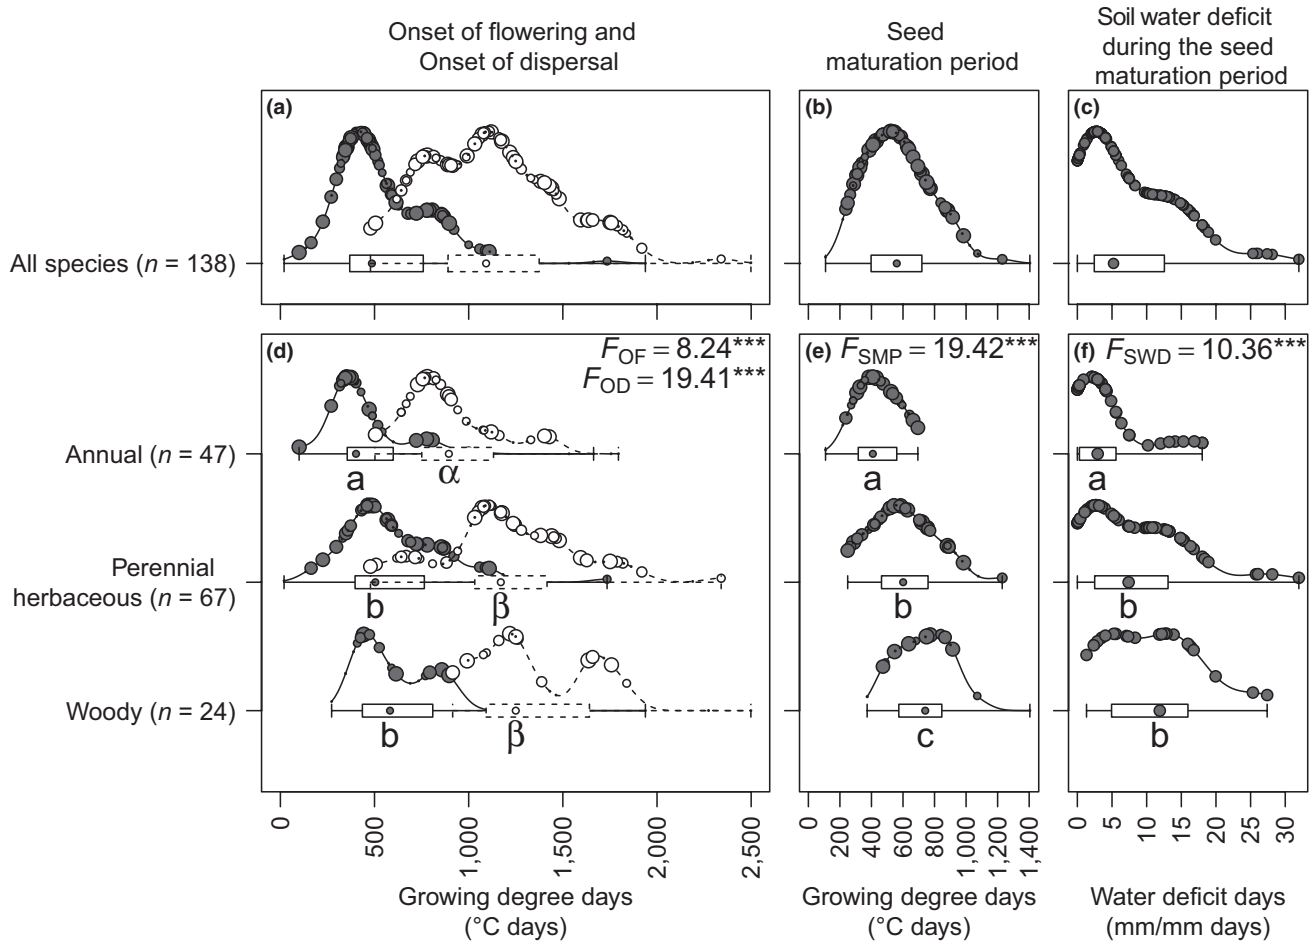 Onset of flowering and
Onset of dispersal
Seed
maturation period
Soil water deficit
during the seed
maturation period
(a)
(b)
(c)
All species (n = 138)
(d)
F_OF = 8.24***
F_OD = 19.41***
(e) F_SMP = 19.42***
(f) F_SWD = 10.36***
Annual (n = 47)
a
α
a
a
Perennial
herbaceous (n = 67)
b
β
b
b
Woody (n = 24)
b
β
c
b
0 500 1,000 1,500 2,000 2,500
0 200 400 600 800 1,000 1,200 1,400
0 5 10 15 20 25 30
Growing degree days
(°C days)
Growing degree days
(°C days)
Water deficit days
(mm/mm days)